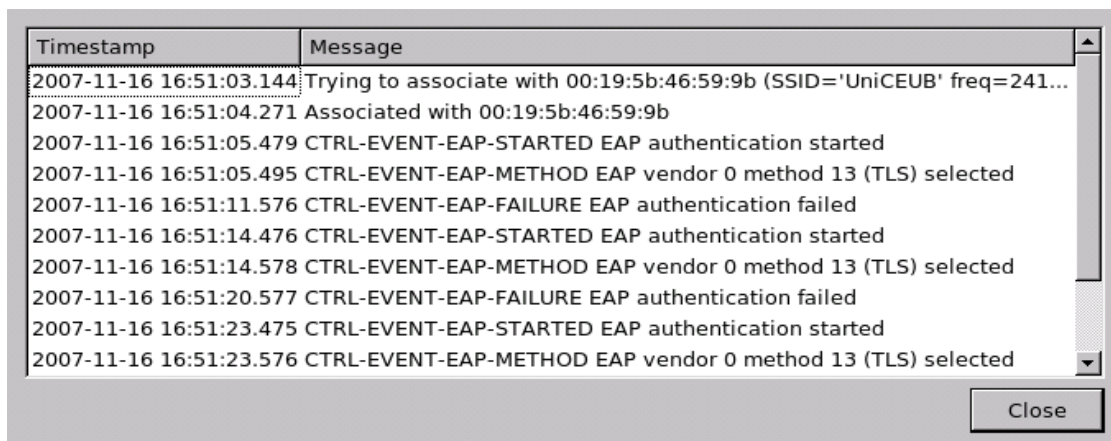 Timestamp Message
2007-11-16 16:51:03.144 Trying to associate with 00:19:5b:46:59:9b (SSID='UniCEUB' freq=241...
2007-11-16 16:51:04.271 Associated with 00:19:5b:46:59:9b
2007-11-16 16:51:05.479 CTRL-EVENT-EAP-STARTED EAP authentication started
2007-11-16 16:51:05.495 CTRL-EVENT-EAP-METHOD EAP vendor 0 method 13 (TLS) selected
2007-11-16 16:51:11.576 CTRL-EVENT-EAP-FAILURE EAP authentication failed
2007-11-16 16:51:14.476 CTRL-EVENT-EAP-STARTED EAP authentication started
2007-11-16 16:51:14.578 CTRL-EVENT-EAP-METHOD EAP vendor 0 method 13 (TLS) selected
2007-11-16 16:51:20.577 CTRL-EVENT-EAP-FAILURE EAP authentication failed
2007-11-16 16:51:23.475 CTRL-EVENT-EAP-STARTED EAP authentication started
2007-11-16 16:51:23.576 CTRL-EVENT-EAP-METHOD EAP vendor 0 method 13 (TLS) selected
Close